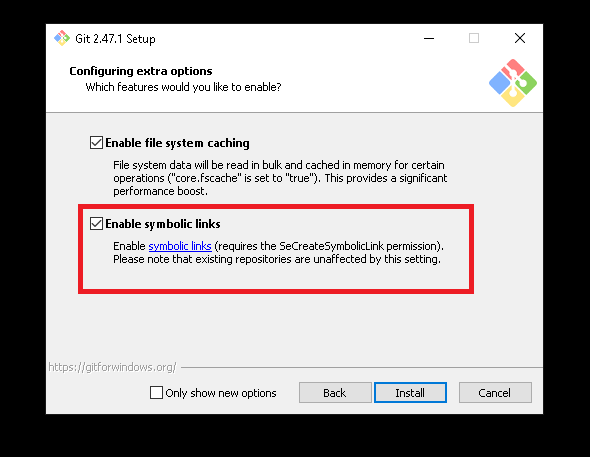 Git 2.47.1 Setup
Configuring extra options
Which features would you like to enable?
Enable file system caching
File system data will be read in bulk and cached in memory for certain
operations ("core.fscache" is set to "true"). This provides a significant
performance boost.
Enable symbolic links
Enable symbolic links (requires the SeCreateSymbolicLink permission).
Please note that existing repositories are unaffected by this setting.
https://gitforwindows.org/
Only show new options
Back
Install
Cancel